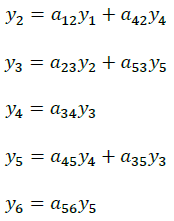 y₂ = a₁₂y₁ + a₄₂y₄
y₃ = a₂₃y₂ + a₅₃y₅
y₄ = a₃₄y₃
y₅ = a₄₅y₄ + a₃₅y₃
y₆ = a₅₆y₅